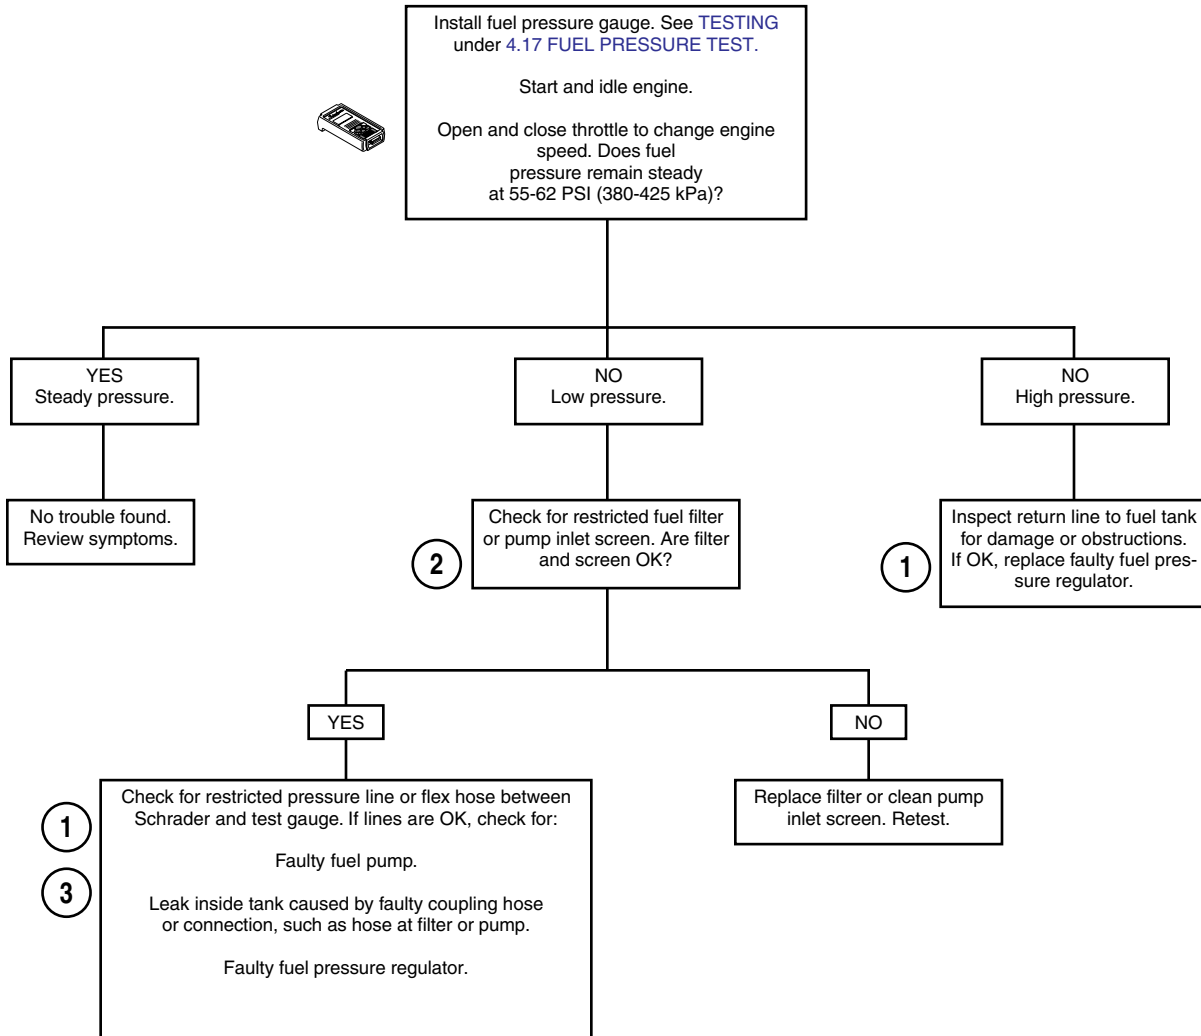 Install fuel pressure gauge. See TESTING
under 4.17 FUEL PRESSURE TEST.
Start and idle engine.
Open and close throttle to change engine
speed. Does fuel
pressure remain steady
at 55-62 PSI (380-425 kPa)?
YES
Steady pressure.
NO
Low pressure.
NO
High pressure.
No trouble found.
Review symptoms.
2
Check for restricted fuel filter
or pump inlet screen. Are filter
and screen OK?
1
Inspect return line to fuel tank
for damage or obstructions.
If OK, replace faulty fuel pres-
sure regulator.
YES
NO
1
3
Check for restricted pressure line or flex hose between
Schrader and test gauge. If lines are OK, check for:
Faulty fuel pump.
Leak inside tank caused by faulty coupling hose
or connection, such as hose at filter or pump.
Faulty fuel pressure regulator.
Replace filter or clean pump
inlet screen. Retest.